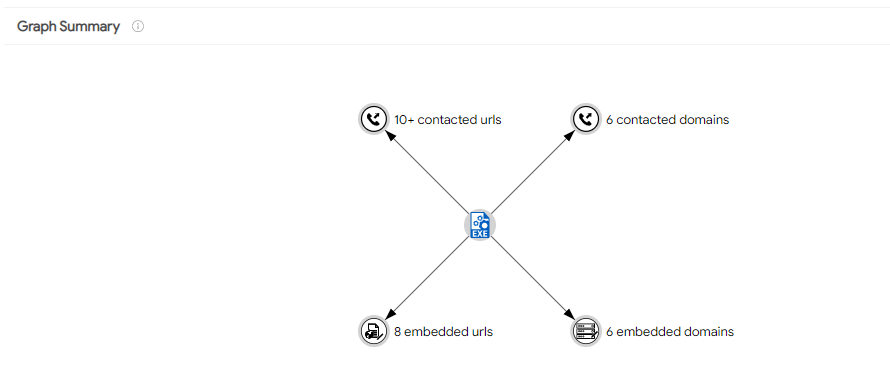 Graph Summary
10+ contacted urls
6 contacted domains
EXE
8 embedded urls
6 embedded domains